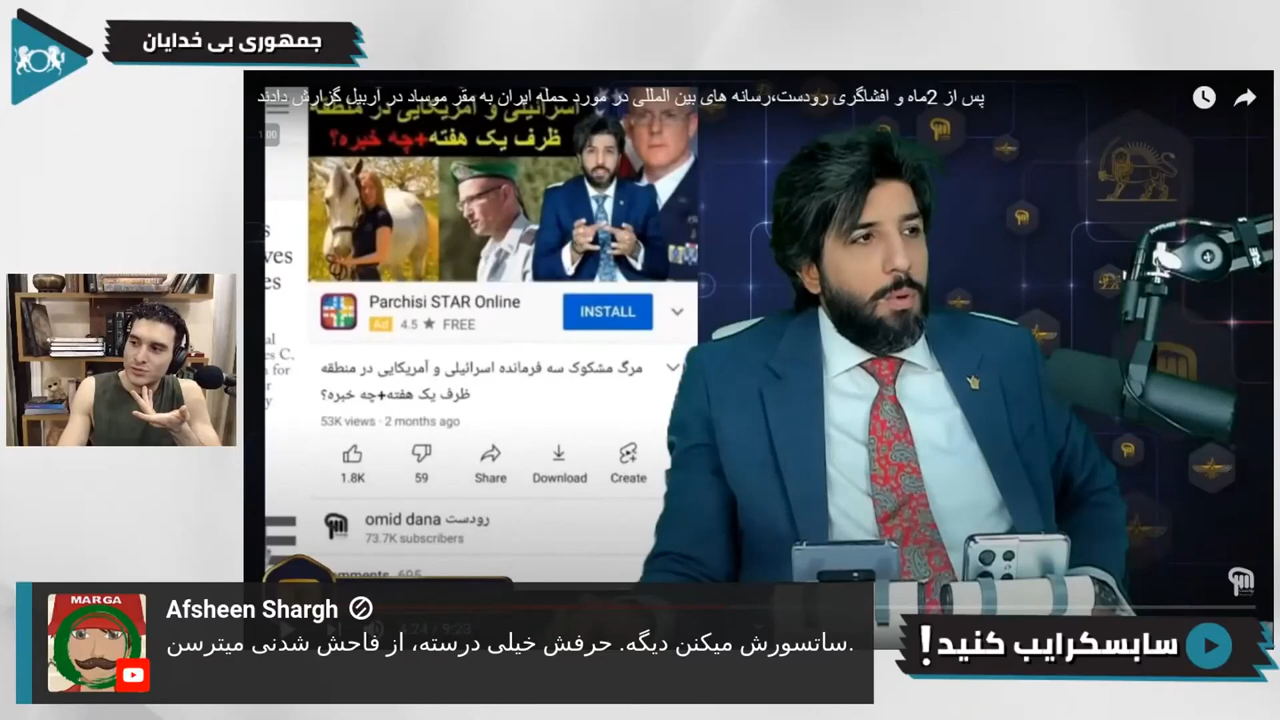 جمهوری بی خدایان
پس از 2ماه و افشاگری رودست،رسانه های بین المللی در مورد حمله ایران به مقر موساد در اربیل گزارش دادند
اسرائیلی و آمریکایی در منطقه
ظرف یک هفته+چه خبره؟
Parchisi STAR Online
Ad 4.5 ★ FREE
INSTALL
مرگ مشکوک سه فرمانده اسرائیلی و آمریکایی در منطقه
ظرف یک هفته+چه خبره؟
53K views · 2 months ago
1.8K
59
Share
Download
Create
omid dana رودست
73.7K subscribers
MARGA
Afsheen Shargh
ساتسورش میکنن دیگه. حرفش خیلی درسته، از فاحش شدنی میترسن.
سابسکرایب کنید!